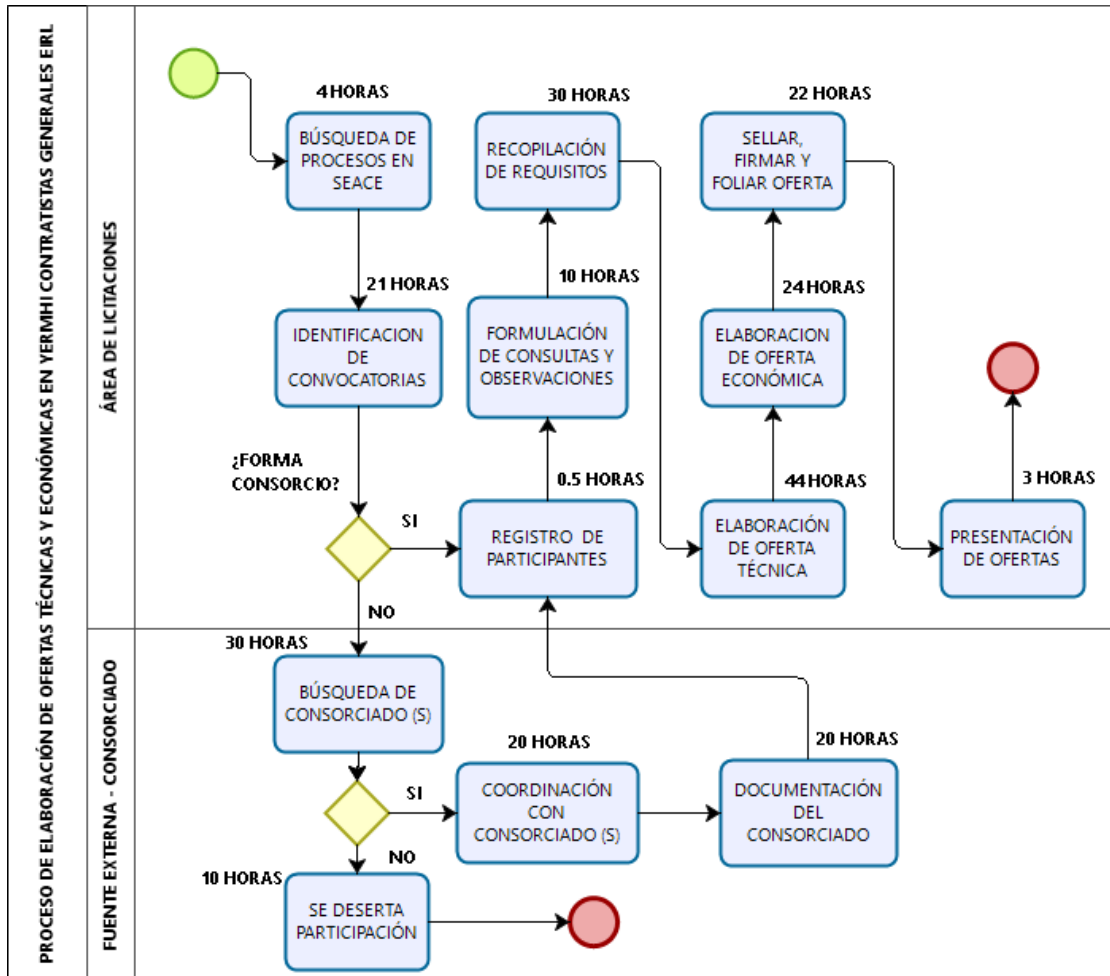 PROCESO DE ELABORACIÓN DE OFERTAS TÉCNICAS Y ECONÓMICAS EN YERMHI CONTRATISTAS GENERALES EIRL
ÁREA DE LICITACIONES
4 HORAS
BÚSQUEDA DE
PROCESOS EN
SEACE
21 HORAS
IDENTIFICACION
DE
CONVOCATORIAS
¿FORMA
CONSORCIO?
SI
NO
0.5 HORAS
REGISTRO DE
PARTICIPANTES
10 HORAS
FORMULACIÓN
DE CONSULTAS Y
OBSERVACIONES
30 HORAS
RECOPILACIÓN
DE REQUISITOS
44 HORAS
ELABORACIÓN
DE OFERTA
TÉCNICA
24 HORAS
ELABORACION
DE OFERTA
ECONÓMICA
22 HORAS
SELLAR,
FIRMAR Y
FOLIAR OFERTA
3 HORAS
PRESENTACIÓN
DE OFERTAS
FUENTE EXTERNA - CONSORCIADO
30 HORAS
BÚSQUEDA DE
CONSORCIADO (S)
SI
NO
20 HORAS
COORDINACIÓN
CON
CONSORCIADO (S)
20 HORAS
DOCUMENTACIÓN
DEL
CONSORCIADO
10 HORAS
SE DESERTA
PARTICIPACIÓN